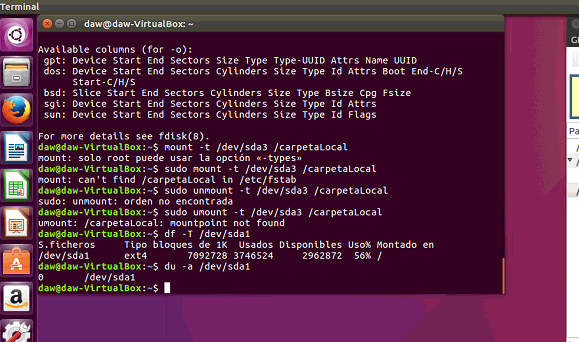 Terminal
daw@daw-VirtualBox: ~
Available columns (for -o):
gpt: Device Start End Sectors Size Type Type-UUID Attrs Name UUID
dos: Device Start End Sectors Cylinders Size Type Id Attrs Boot End-C/H/S
Start-C/H/S
bsd: Slice Start End Sectors Cylinders Size Type Bsize Cpg Fsize
sgi: Device Start End Sectors Cylinders Size Type Id Attrs
sun: Device Start End Sectors Cylinders Size Type Id Flags
For more details see fdisk(8).
daw@daw-VirtualBox:~$ mount -t /dev/sda3 /carpetaLocal
mount: solo root puede usar la opción «-types»
daw@daw-VirtualBox:~$ sudo mount -t /dev/sda3 /carpetaLocal
mount: can't find /carpetaLocal in /etc/fstab
daw@daw-VirtualBox:~$ sudo unmount -t /dev/sda3 /carpetaLocal
sudo: unmount: orden no encontrada
daw@daw-VirtualBox:~$ sudo umount -t /dev/sda3 /carpetaLocal
umount: /carpetaLocal: mountpoint not found
daw@daw-VirtualBox:~$ df -T /dev/sda1
S.ficheros Tipo bloques de 1K Usados Disponibles Uso% Montado en
/dev/sda1 ext4 7092728 3746524 2962872 56% /
daw@daw-VirtualBox:~$ du -a /dev/sda1
0 /dev/sda1
daw@daw-VirtualBox:~$